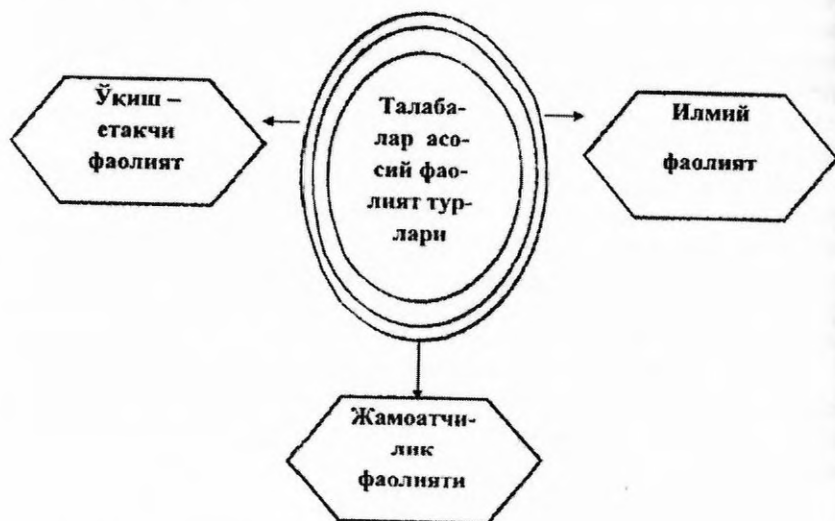 Ўқиш –
етакчи
фаолият
Талаба-
лар асо-
сий фао-
лият тур-
лари
Илмий
фаолият
Жамоатчи-
лик
фаолияти